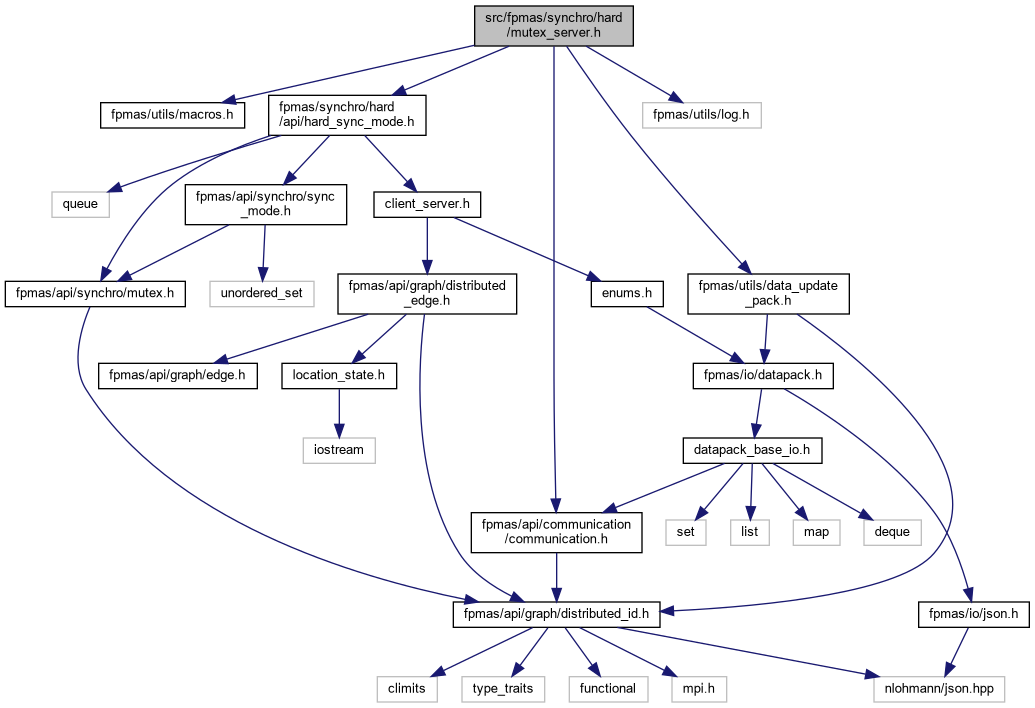 src/fpmas/synchro/hard
/mutex_server.h
fpmas/utils/macros.h
fpmas/synchro/hard
/api/hard_sync_mode.h
fpmas/utils/log.h
queue
fpmas/api/synchro/sync
_mode.h
client_server.h
fpmas/api/synchro/mutex.h
unordered_set
fpmas/api/graph/distributed
_edge.h
enums.h
fpmas/utils/data_update
_pack.h
fpmas/api/graph/edge.h
location_state.h
fpmas/io/datapack.h
iostream
datapack_base_io.h
fpmas/api/communication
/communication.h
set
list
map
deque
fpmas/api/graph/distributed_id.h
fpmas/io/json.h
climits
type_traits
functional
mpi.h
nlohmann/json.hpp